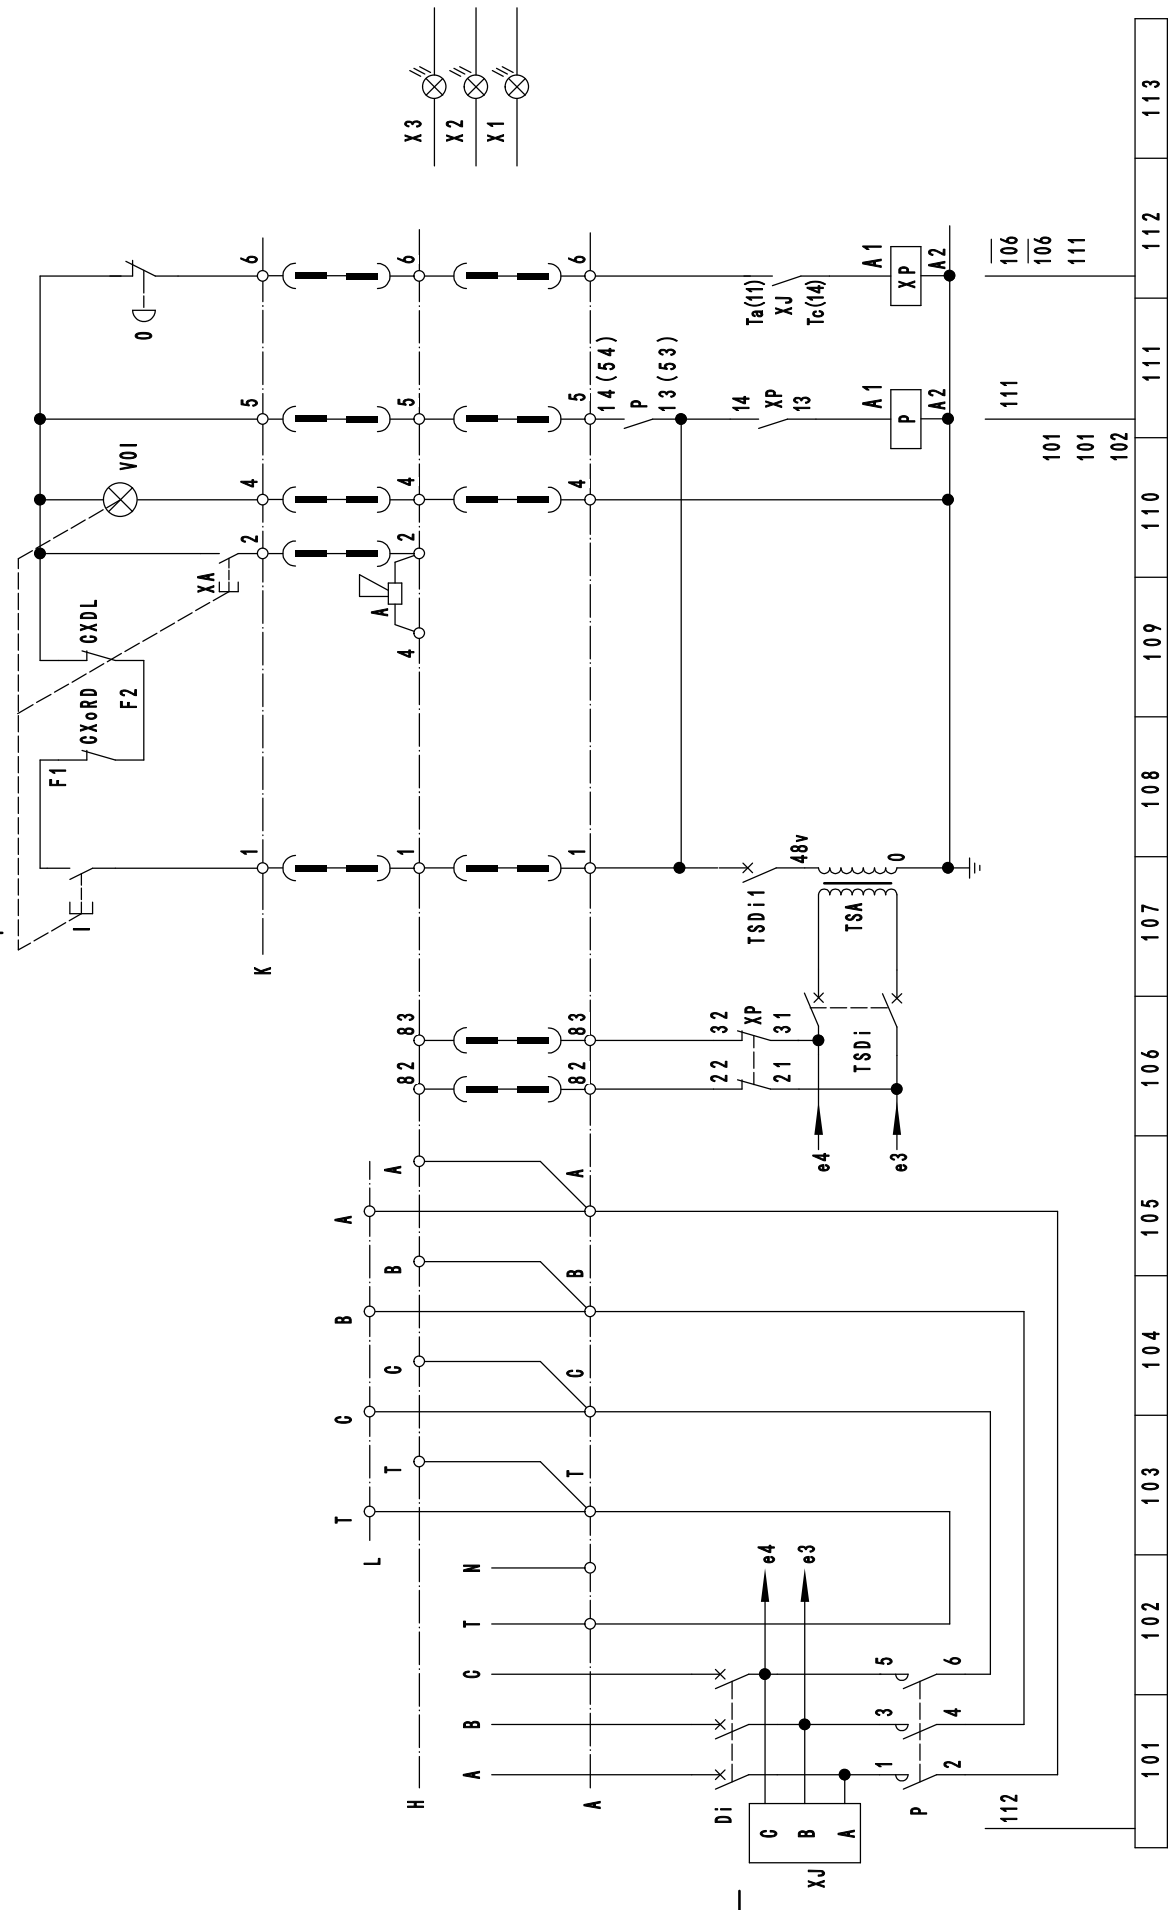 F1
I
CXoRD CXDL
F2 VOI
O
XA
1 2 4 5 6
K
T C B A
L
A
T C B A
82 83 1 4 2 4 5 6
X3
H
X2
A B C T N
X1
T C B A 82 83 1 4 5 6
A
14(54)
P
13(53)
Di 22 32
14
TSDi1 XP Ta(11)
XP XJ
21 31 48v 13 Tc(14)
C e4
B e3
XJ
e4
A TSA
TSDi
A1 A1
1 3 5
O
e3
P XP
P
A2 A2
2 4 6
112 111 106
106
101
111
101
102
101 102 103 104 105 106 107 108 109 110 111 112 113